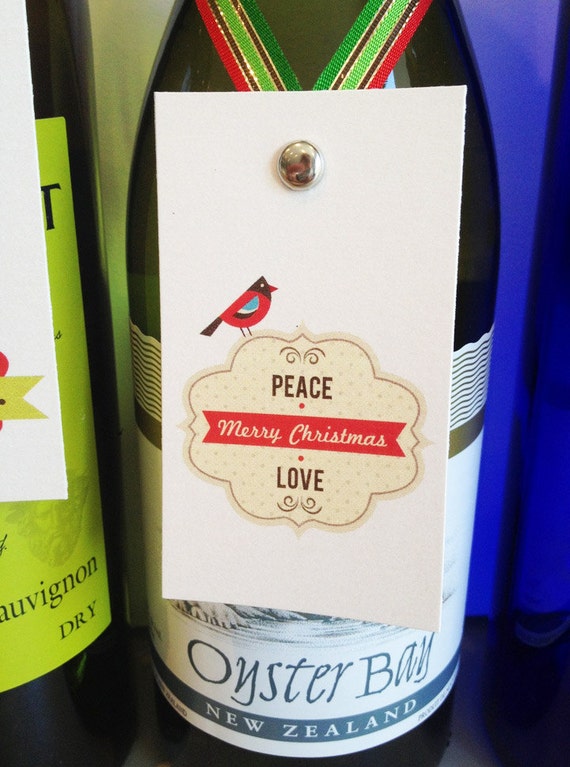 PEACE
Merry Christmas
LOVE
Oyster Bay
NEW ZEALAND
auvignon
DRY
T